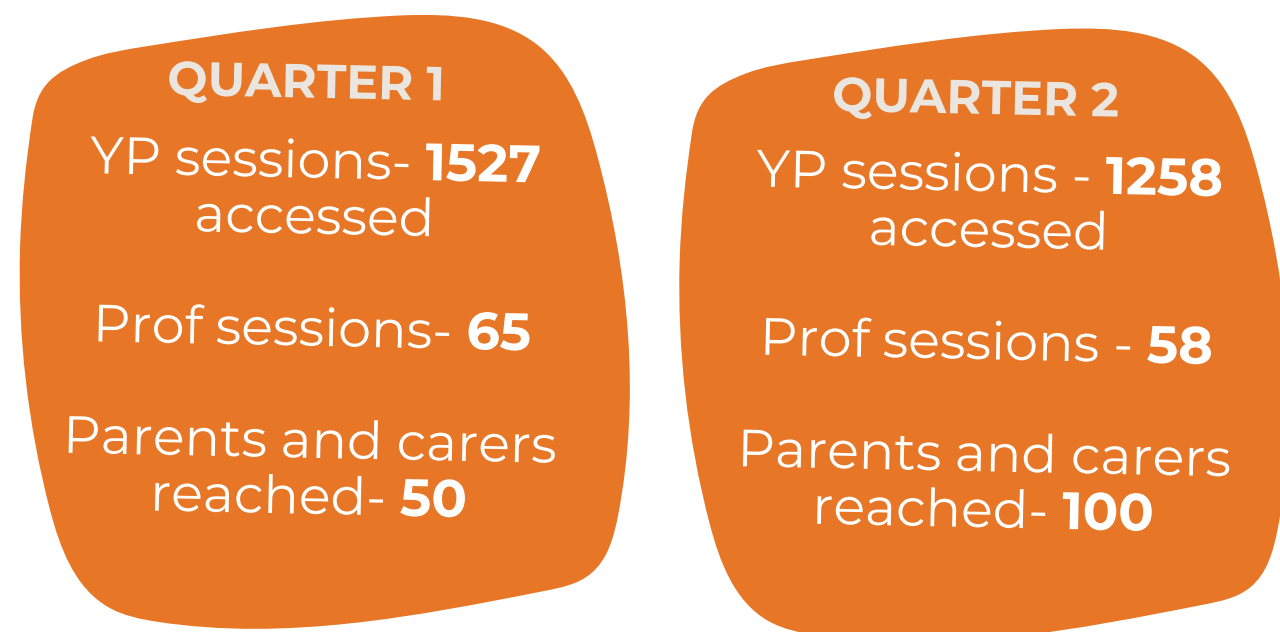 QUARTER 1
YP sessions- 1527
accessed
Prof sessions- 65
Parents and carers
reached- 50
QUARTER 2
YP sessions - 1258
accessed
Prof sessions - 58
Parents and carers
reached- 100